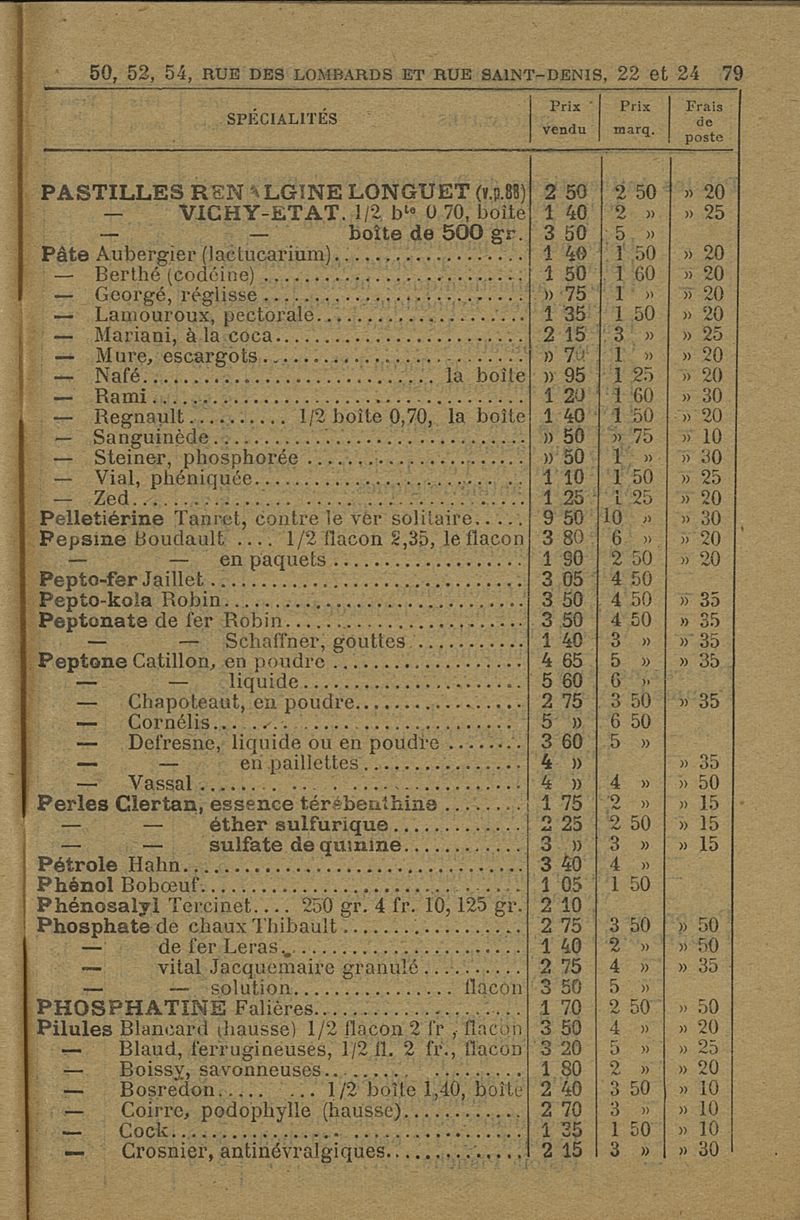 50, 52, 54, RUE DES LOMBARDS ET RUE SAINT-DENIS, 22 et 24 79
SPÉCIALITÉS Prix vendu Prix marq. Frais de poste
PASTILLES RENALGINE LONGUET (v.p.88) 2 50 2 50 » 20
— VICHY-ETAT. 1/2 bte 0 70, boîte 1 40 2 » » 25
— — boîte de 500 gr. 3 50 5 »
Pâte Aubergier (lactucarium)................... 1 40 1 50 » 20
— Berthé (codéine) .......................... 1 50 1 60 » 20
— Georgé, réglisse .......................... » 75 1 » » 20
— Lamouroux, pectorale..................... 1 35 1 50 » 20
— Mariani, à la coca......................... 2 15 3 » » 25
— Mure, escargots.......................... » 70 1 » » 20
— Nafé.............................. la boîte » 95 1 25 » 20
— Rami..................................... 1 20 1 60 » 30
— Regnault.......... 1/2 boîte 0,70, la boîte 1 40 1 50 » 20
— Sanguinède............................... » 50 » 75 » 10
— Steiner, phosphorée ...................... » 50 1 » » 30
— Vial, phéniquée........................... 1 10 1 50 » 25
— Zed....................................... 1 25 1 25 » 20
Pelletiérine Tanret, contre le ver solitaire..... 9 50 10 » » 30
Pepsine Boudault .... 1/2 flacon 2,35, le flacon 3 80 6 » » 20
— — en paquets ................... 1 90 2 50 » 20
Pepto-fer Jaillet ............................... 3 05 4 50
Pepto-kola Robin.............................. 3 50 4 50 » 35
Peptonate de fer Robin........................ 3 50 4 50 » 35
— — Schaffner, gouttes ........... 1 40 3 » » 35
Peptone Catillon, en poudre ................... 4 65 5 » » 35
— — liquide...................... 5 60 6 »
— Chapoteaut, en poudre................. 2 75 3 50 » 35
— Cornélis............................... 5 » 6 50
— Defresne, liquide ou en poudre ........ 3 60 5 »
— — en paillettes................ 4 » » 35
— Vassal ................................ 4 » 4 » » 50
Perles Clertan, essence térébenthine ........ 1 75 2 » » 15
— — éther sulfurique............. 2 25 2 50 » 15
— — sulfate de quinine............ 3 » 3 » » 15
Pétrole Hahn.................................. 3 40 4 »
Phénol Bobœuf................................ 1 05 1 50
Phénosalyl Tercinet.... 250 gr. 4 fr. 10, 125 gr. 2 10
Phosphate de chaux Thibault .................. 2 75 3 50 » 50
— de fer Leras........................ 1 40 2 » » 50
— vital Jacquemaire granulé.......... 2 75 4 » » 35
— — solution................ flacon 3 50 5 »
PHOSPHATINE Falières..................... 1 70 2 50 » 50
Pilules Blancard (hausse) 1/2 flacon 2 fr , flacon 3 50 4 » » 20
— Blaud, ferrugineuses, 1/2 fl. 2 fr., flacon 3 20 5 » » 25
— Boissy, savonneuses.................... 1 80 2 » » 20
— Bosredon........ 1/2 boîte 1,40, boîte 2 40 3 50 » 10
— Coirre, podophylle (hausse)............ 2 70 3 » » 10
— Cock................................... 1 35 1 50 » 10
— Crosnier, antinévralgiques.............. 2 15 3 » » 30